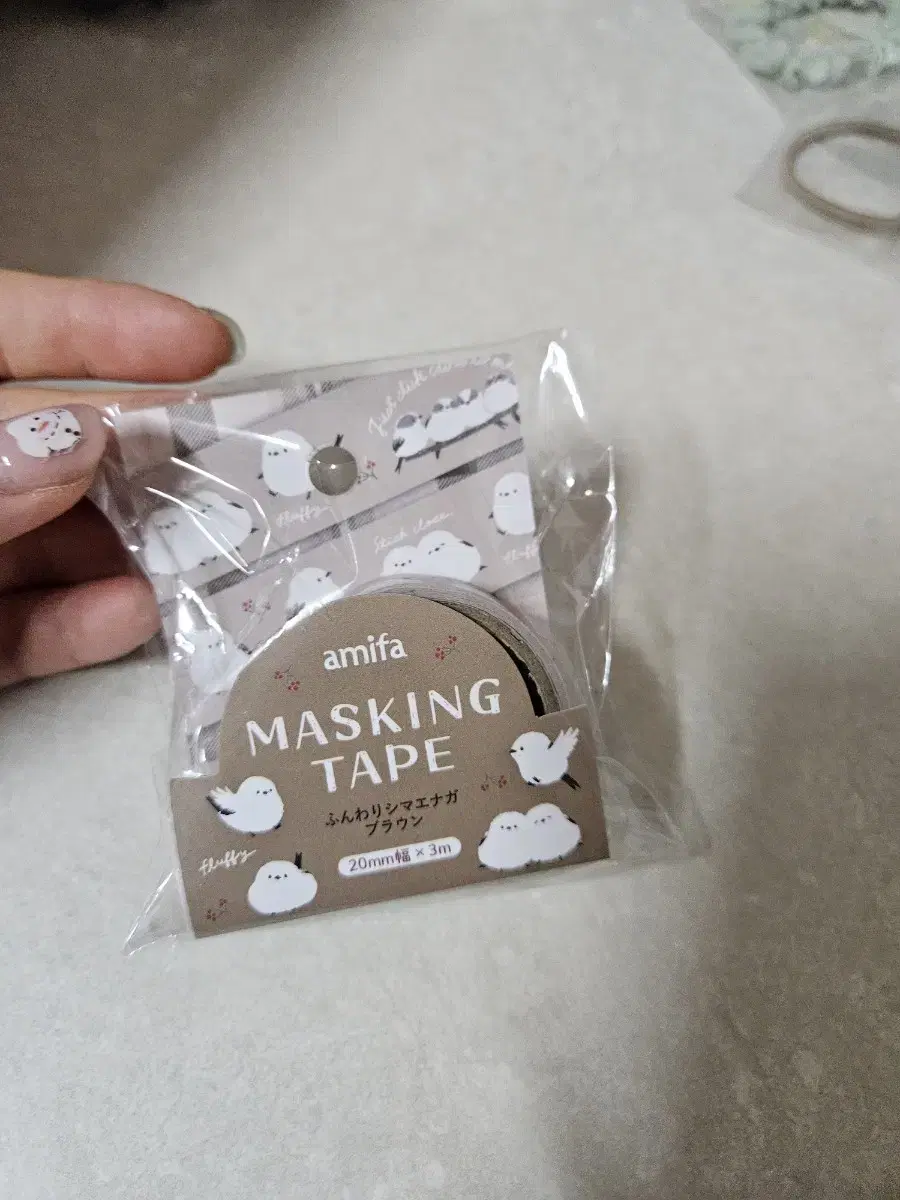 fluffy
Stick close
amifa
MASKING
TAPE
ふんわりシマエナガ
ブラウン
20mm幅×3m
fluffy